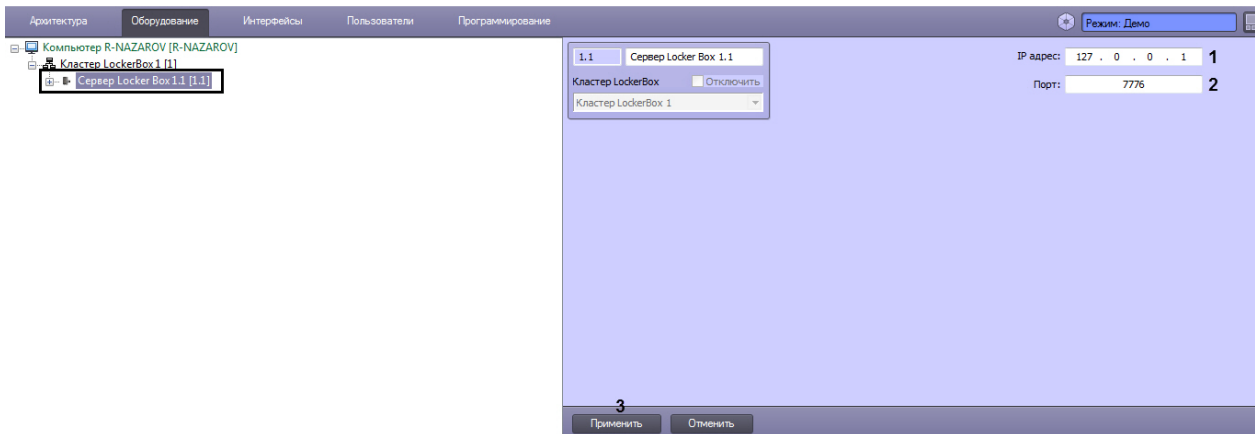 Архитектура Оборудование Интерфейсы Пользователи Программирование Режим: Демо
Компьютер R-NAZAROV [R-NAZAROV]
Кластер LockerBox 1 [1]
Сервер Locker Box 1.1 [1.1]
1.1 Сервер Locker Box 1.1
Кластер LockerBox Отключить
Кластер LockerBox 1
IP адрес: 127 . 0 . 0 . 1 1
Порт: 7776 2
3
Применить Отменить